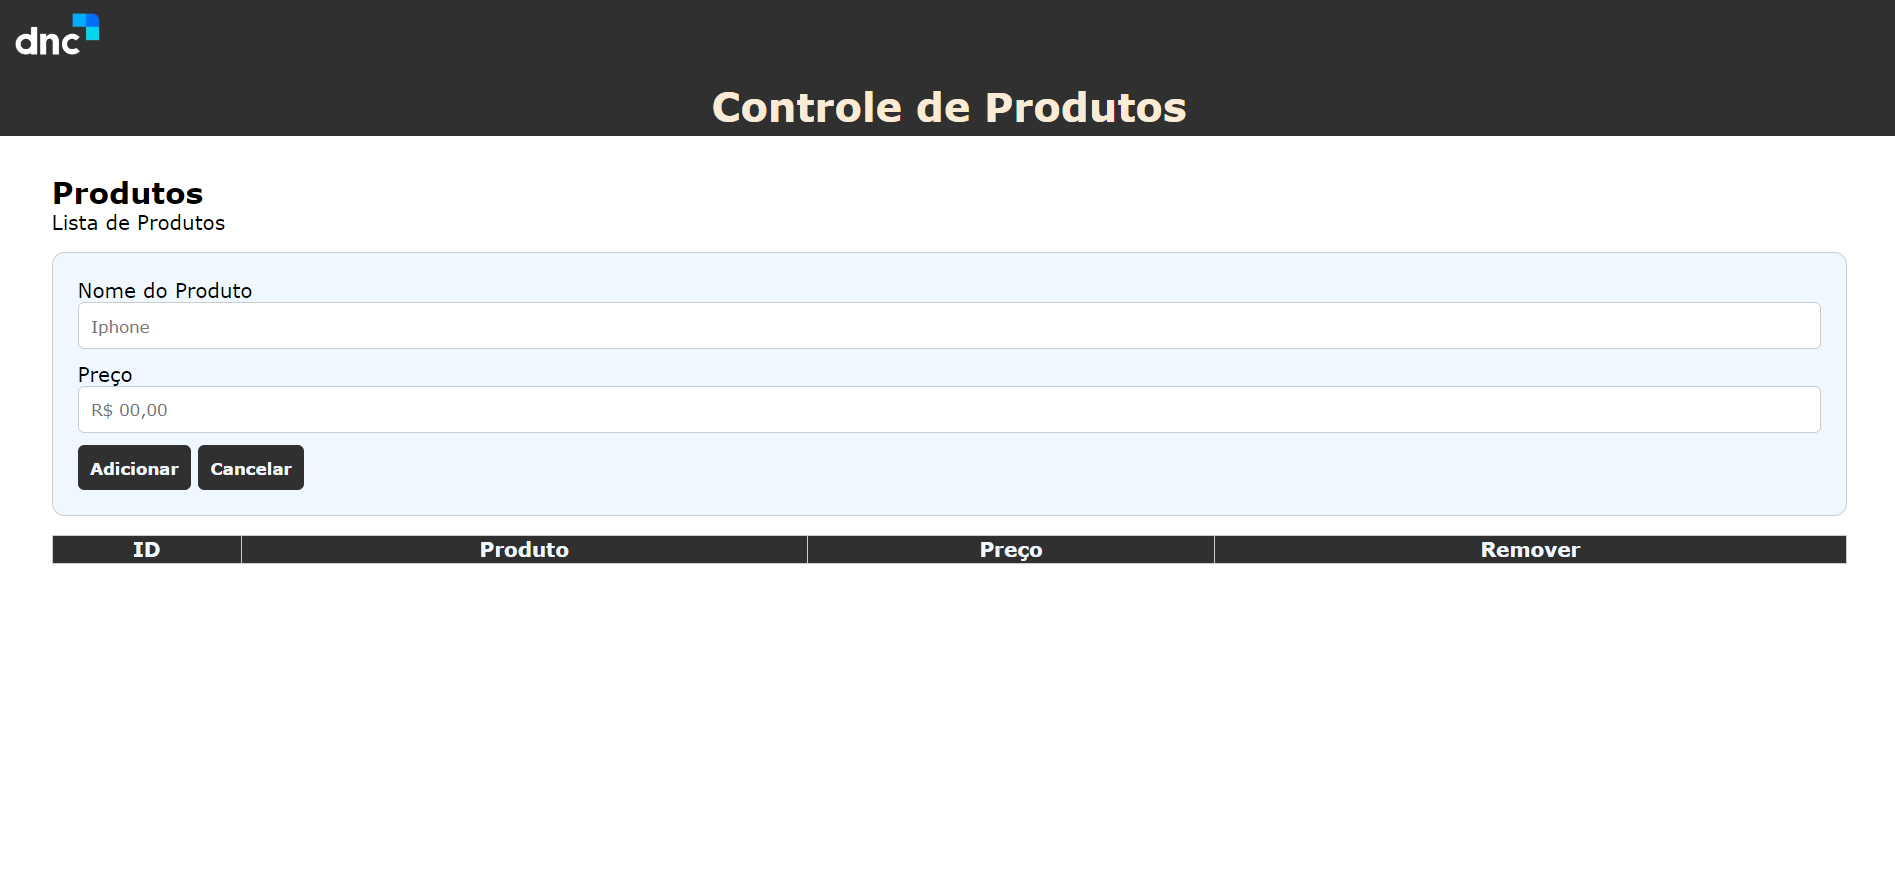 dnc
Controle de Produtos
Produtos
Lista de Produtos
Nome do Produto
Iphone
Preço
R$ 00,00
Adicionar Cancelar
ID Produto Preço Remover